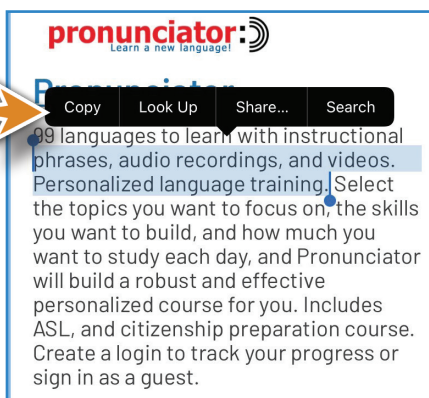 pronunciator:))
Learn a new language!
Pronunciator
Copy Look Up Share... Search
99 languages to learn with instructional
phrases, audio recordings, and videos.
Personalized language training. Select
the topics you want to focus on, the skills
you want to build, and how much you
want to study each day, and Pronunciator
will build a robust and effective
personalized course for you. Includes
ASL, and citizenship preparation course.
Create a login to track your progress or
sign in as a guest.